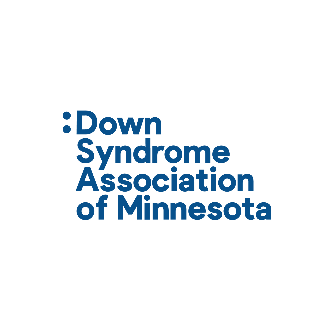 :Down
Syndrome
Association
of Minnesota